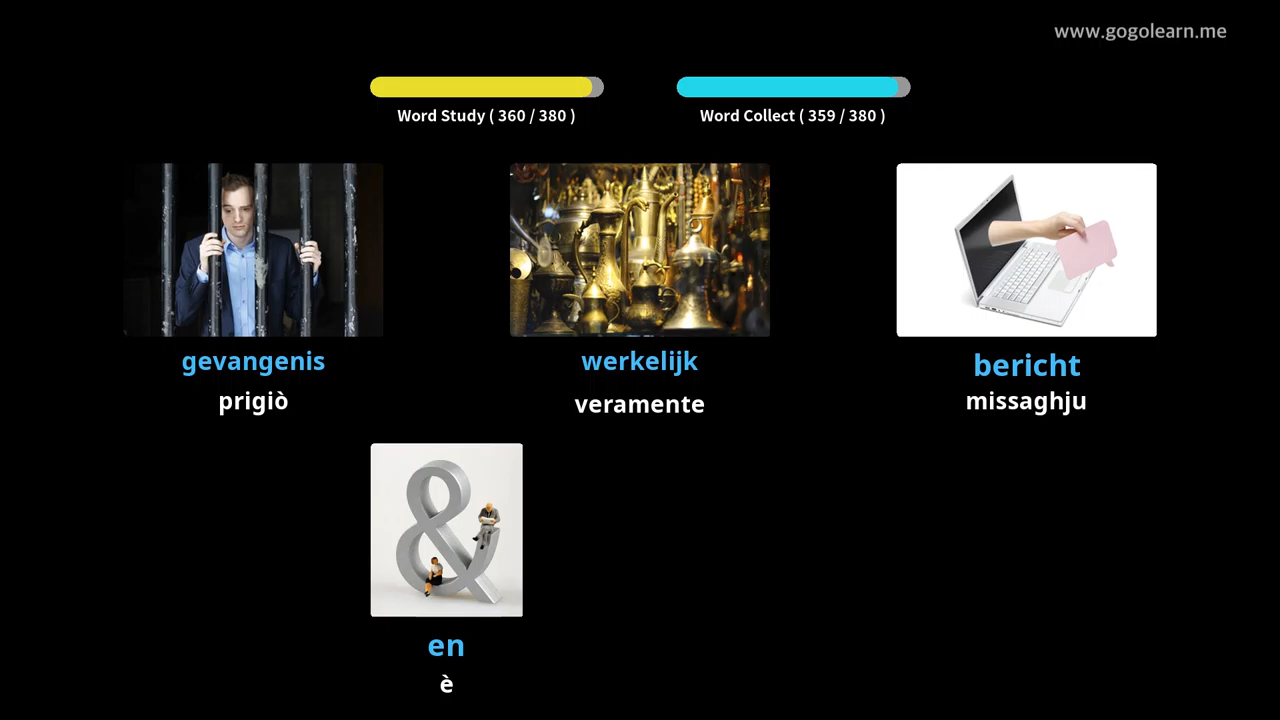 www.gogolearn.me
Word Study ( 360 / 380 )
Word Collect ( 359 / 380 )
gevangenis
prigiò
werkelijk
veramente
bericht
missaghju
en
è